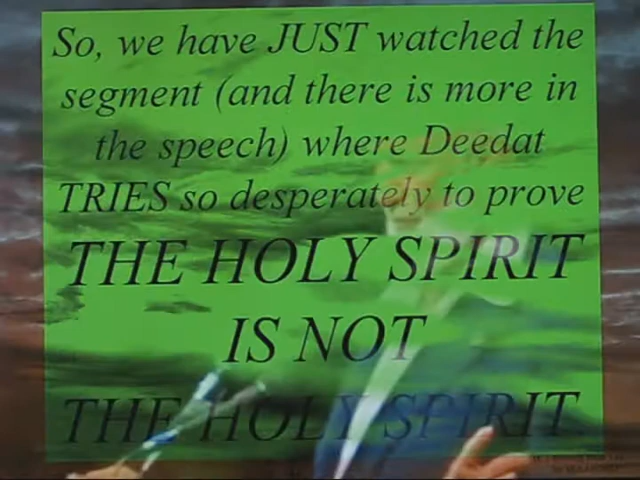 So, we have JUST watched the
segment (and there is more in
the speech) where Deedat
TRIES so desperately to prove
THE HOLY SPIRIT
IS NOT
THE HOLY SPIRIT.